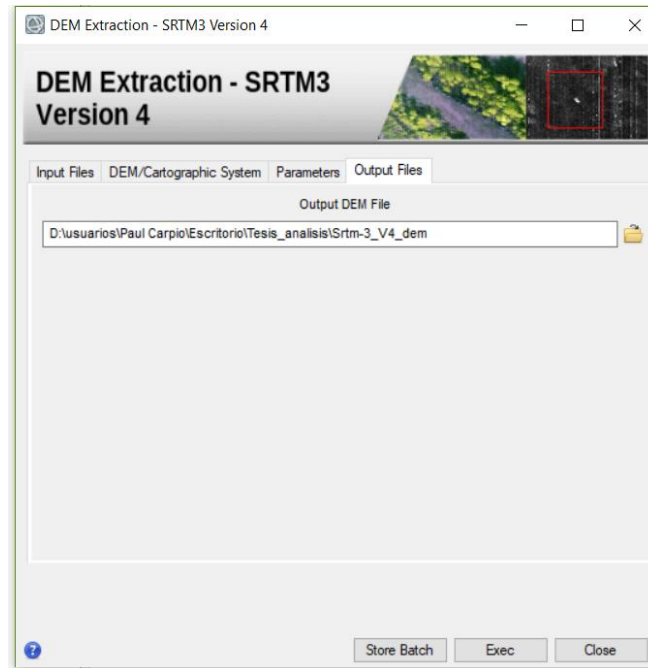 DEM Extraction - SRTM3 Version 4
DEM Extraction - SRTM3
Version 4
Input Files DEM/Cartographic System Parameters Output Files
Output DEM File
D:\usuarios\Paul Carpio\Escritorio\Tesis_analisis\Srtm-3_V4_dem
Store Batch Exec Close